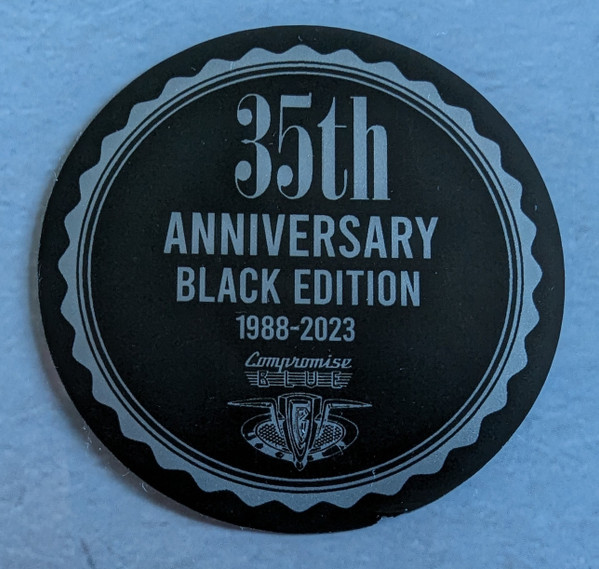 35th
ANNIVERSARY
BLACK EDITION
1988-2023
Compromise
BLUE